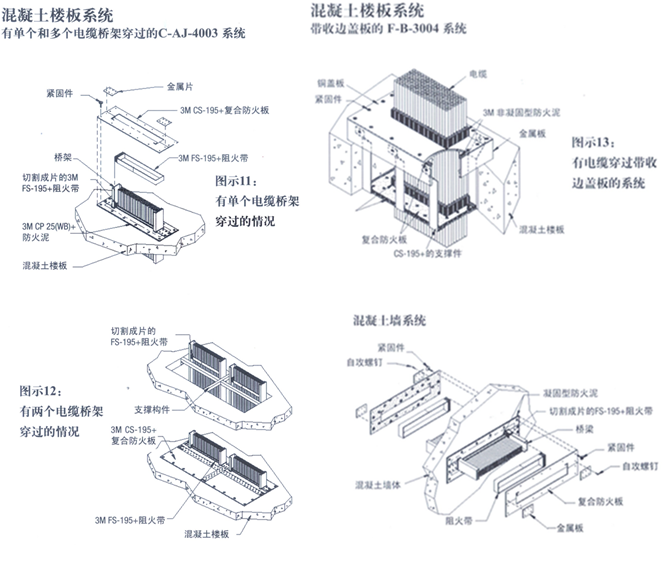 混凝土楼板系统
有单个和多个电缆桥架穿过的C-AJ-4003 系统
金属片
紧固件
3M CS-195+复合防火板
桥架
3M FS-195+阻火带
切割成片的3M
FS-195+阻火带
3M CP 25(WB)+
防火泥
混凝土楼板
图示11:
有单个电缆桥架
穿过的情况
混凝土楼板系统
带收边盖板的 F-B-3004 系统
电缆
铜盖板
紧固件
3M 非凝固型防火泥
金属板
图示13:
有电缆穿过带收
边盖板的系统
复合防火板
CS-195+的支撑件
混凝土楼板
切割成片的
FS-195+阻火带
图示12:
有两个电缆桥架
穿过的情况
支撑构件
3M CS-195+
复合防火板
3M FS-195+阻火带
混凝土楼板
混凝土墙系统
紧固件
自攻螺钉
凝固型防火泥
切割成片的FS-195+阻火带
桥梁
紧固件
自攻螺钉
混凝土墙体
阻火带
复合防火板
金属板